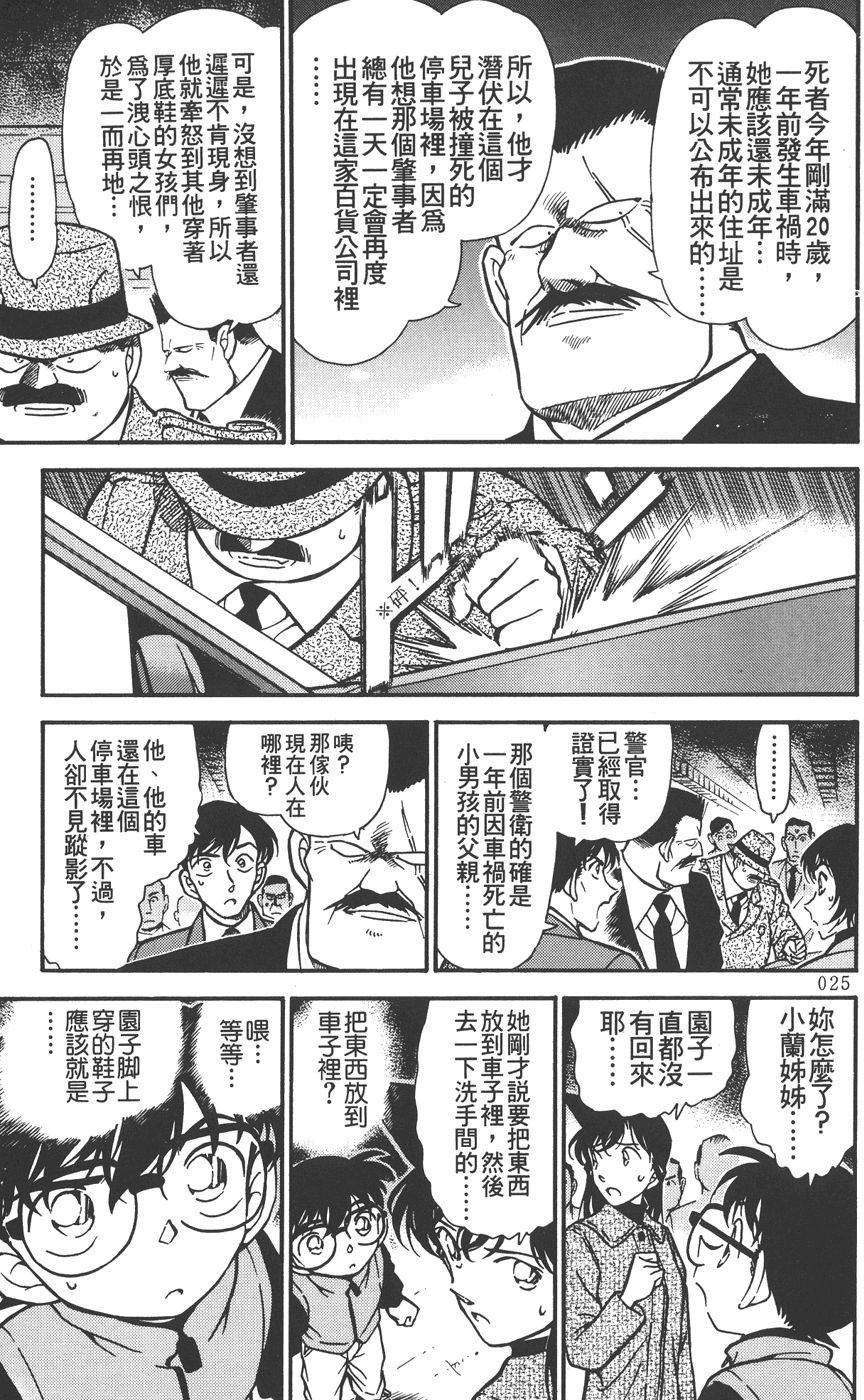 死者今年剛滿20歲，
一年前發生車禍時，
她應該還未成年…
通常未成年的住址是
不可以公布出來的……
所以，他才
潛伏在這個
兒子被撞死的
停車場裡，因為
他想那個肇事者
總有一天一定會再度
出現在這家百貨公司裡
……
可是，沒想到肇事者還
遲遲不肯現身，所以
他就牽怒到其他穿著
厚底鞋的女孩們，
為了洩心頭之恨，
於是一而再地…
……
※砰！
……
警官…
已經取得
證實了！
那個警衛的確是
一年前因車禍死亡的
小男孩的父親……
咦？
那傢伙
現在人在
哪裡？
他、他的車
還在這個
停車場裡，不過，
人卻不見蹤影了……
025
妳怎麼了？
小蘭姊姊……
園子一
直都沒
有回來
耶……
她剛才說要把東西
放到車子裡，然後
去一下洗手間的……
把東西放到
車子裡？
喂…
等等…
園子脚上
穿的鞋子
應該就是
……